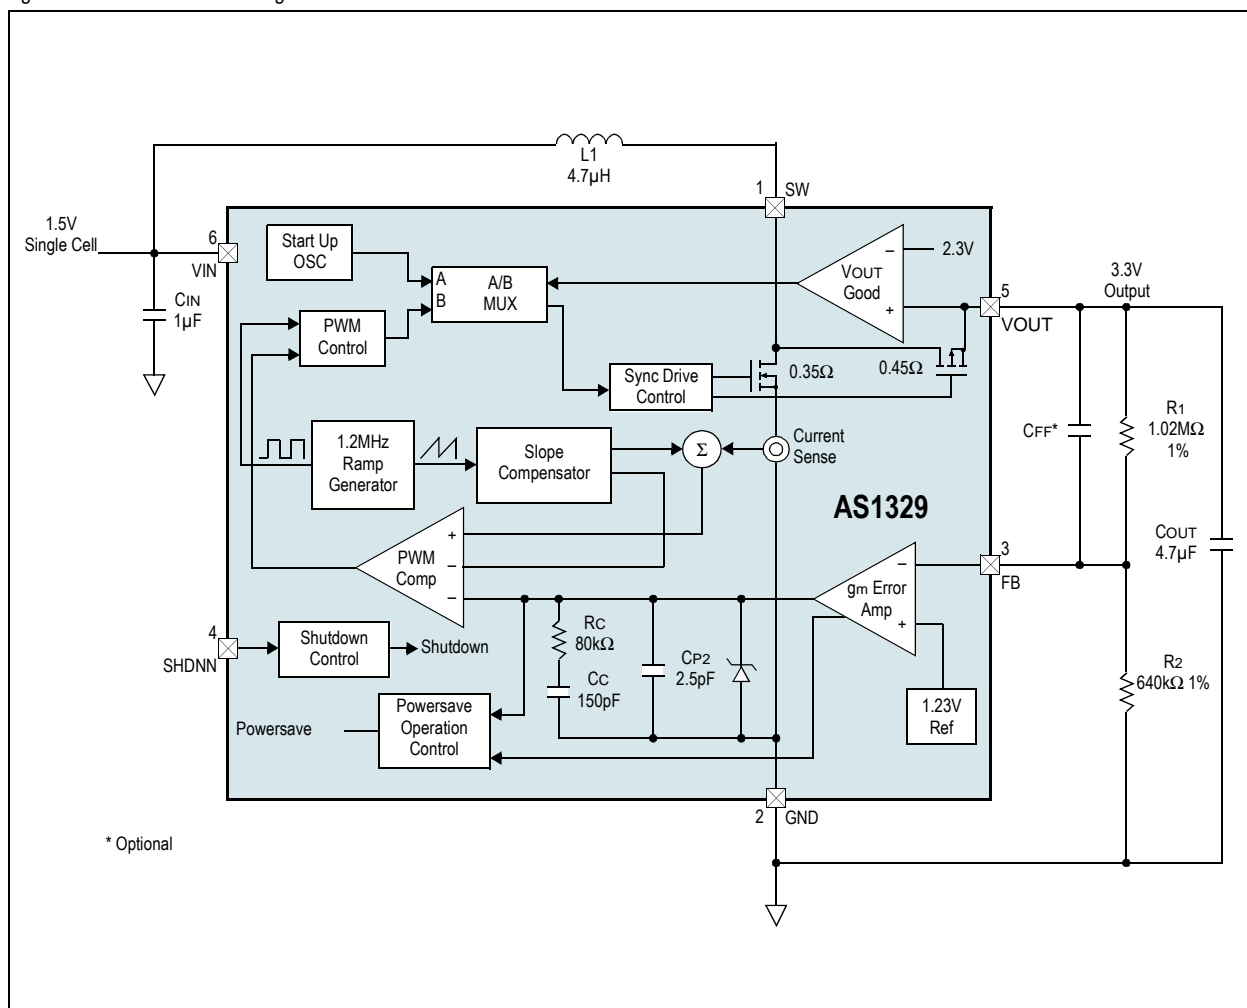 L1
4.7µH
1
SW
1.5V
Single Cell
6
VIN
CIN
1µF
Start Up
OSC
A
B
A/B
MUX
PWM
Control
VOUT
Good
−
+
2.3V
5
VOUT
3.3V
Output
Sync Drive
Control
0.35Ω
0.45Ω
1.2MHz
Ramp
Generator
Slope
Compensator
Σ
Current
Sense
CFF*
R1
1.02MΩ
1%
AS1329
COUT
4.7µF
PWM
Comp
+
−
−
gm Error
Amp
−
+
3
FB
4
SHDNN
Shutdown
Control
Shutdown
RC
80kΩ
CC
150pF
CP2
2.5pF
R2
640kΩ 1%
1.23V
Ref
Powersave
Powersave
Operation
Control
2
GND
* Optional